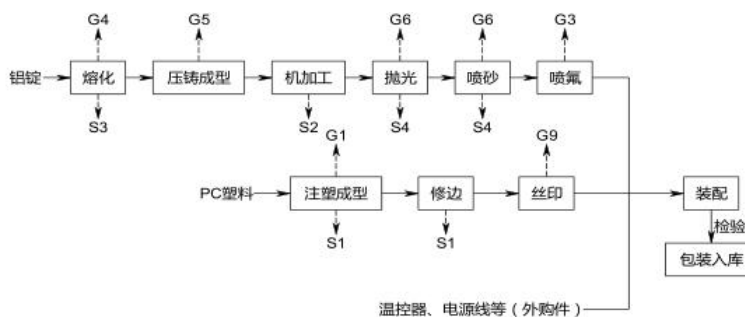 G4 G5 G6 G6 G3
铝锭 熔化 压铸成型 机加工 抛光 喷砂 喷氟
S3 S2 S4 S4
G1 G9
PC塑料 注塑成型 修边 丝印 装配
S1 S1
检验
包装入库
温控器、电源线等（外购件）